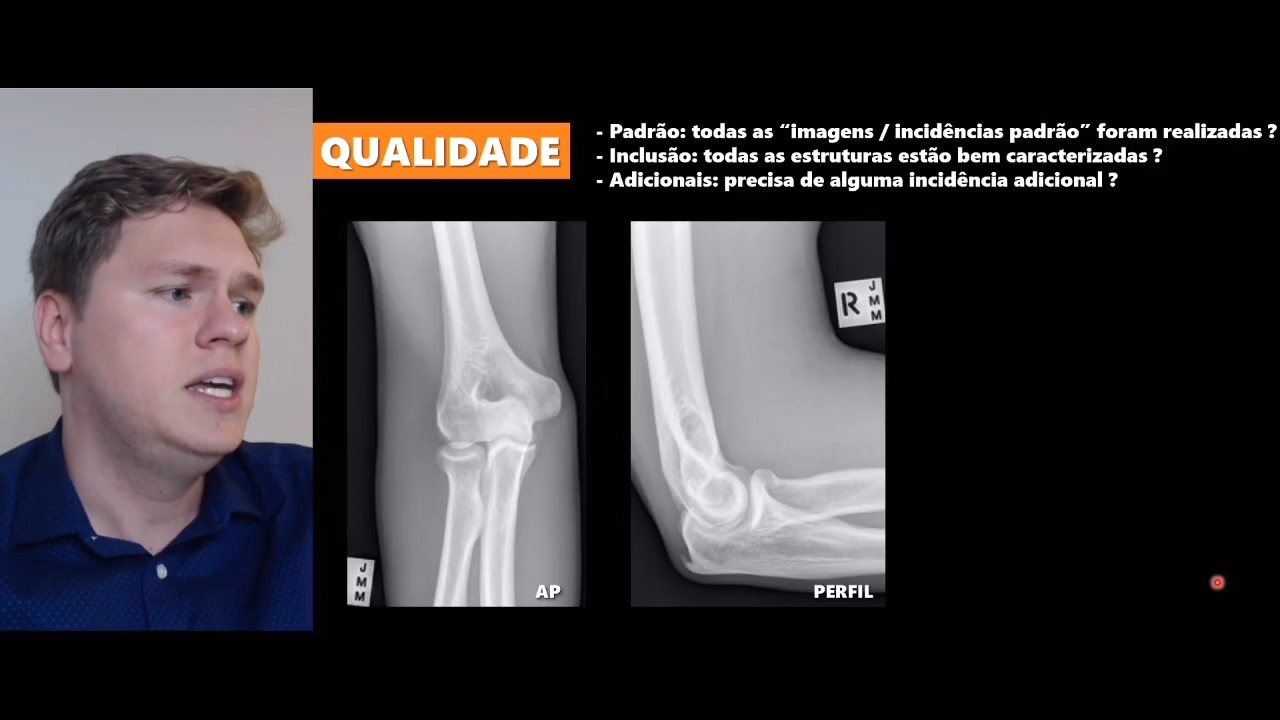 QUALIDADE
- Padrão: todas as “imagens / incidências padrão” foram realizadas ?
- Inclusão: todas as estruturas estão bem caracterizadas ?
- Adicionais: precisa de alguma incidência adicional ?
R
J
M
M
J
M
M
AP
PERFIL